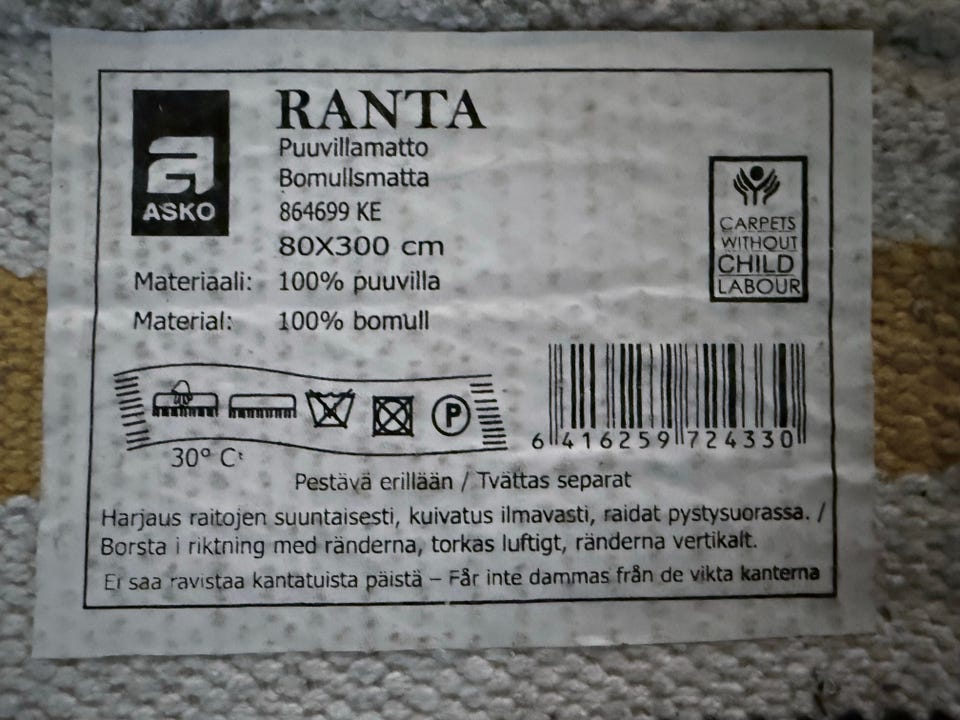 RANTA
Puuvillamatto
Bomullsmatta
864699 KE
80X300 cm
ASKO
Materiaali: 100% puuvilla
Material: 100% bomull
CARPETS
WITHOUT
CHILD
LABOUR
P
30° C
6 416259 724330
Pestävä erillään / Tvättas separat
Harjaus raitojen suuntaisesti, kuivatus ilmavasti, raidat pystysuorassa. /
Borsta i riktning med ränderna, torkas luftigt, ränderna vertikalt.
Ei saa ravistaa kantatuista päistä – Får inte dammas från de vikta kanterna